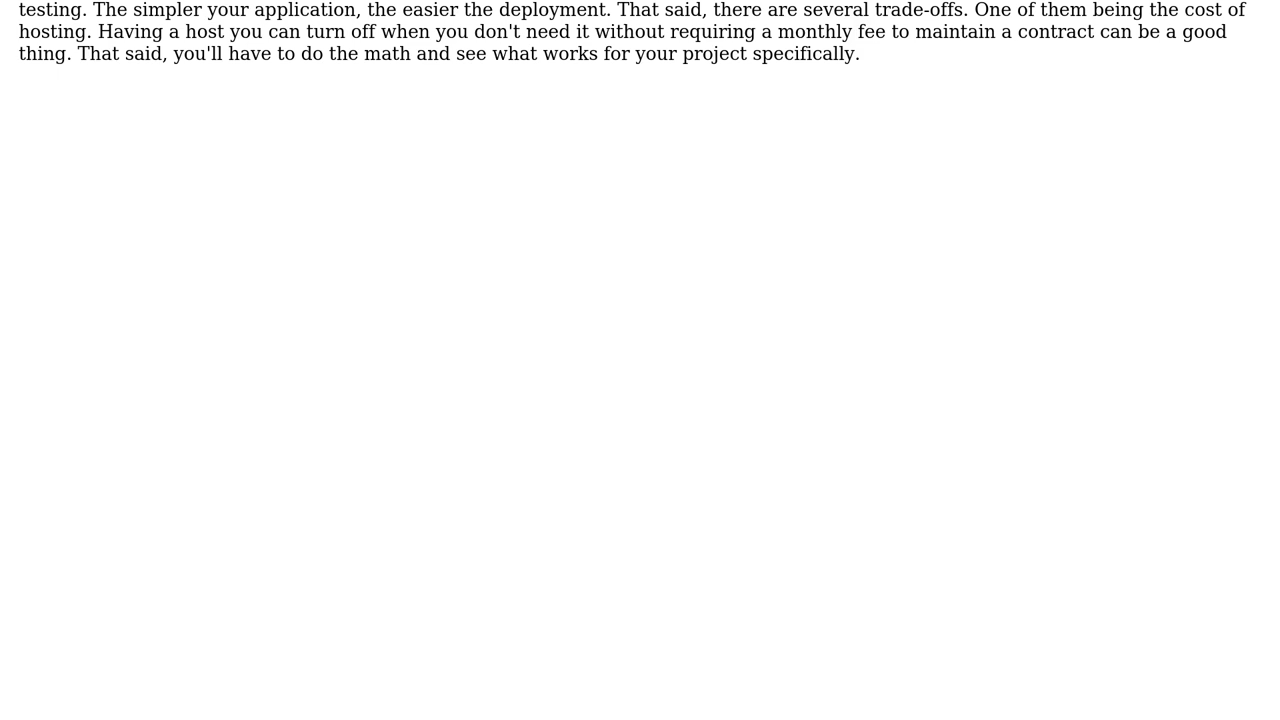 testing. The simpler your application, the easier the deployment. That said, there are several trade-offs. One of them being the cost of
hosting. Having a host you can turn off when you don't need it without requiring a monthly fee to maintain a contract can be a good
thing. That said, you'll have to do the math and see what works for your project specifically.